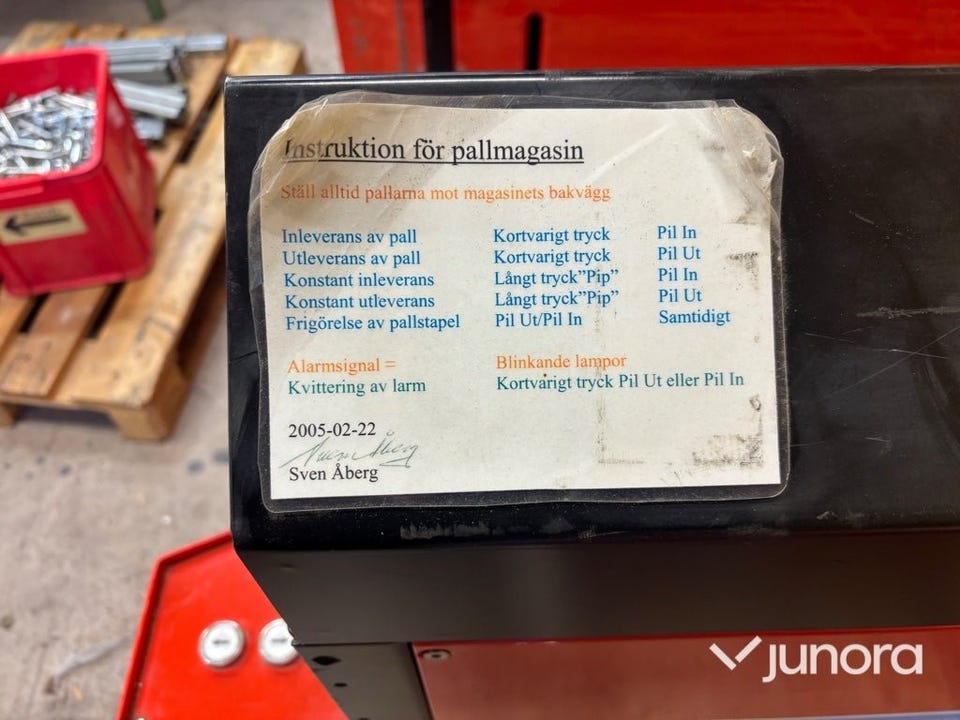 Instruktion för pallmagasin
Ställ alltid pallarna mot magasinets bakvägg
Inleverans av pall Kortvarigt tryck Pil In
Utleverans av pall Kortvarigt tryck Pil Ut
Konstant inleverans Långt tryck”Pip” Pil In
Konstant utleverans Långt tryck”Pip” Pil Ut
Frigörelse av pallstapel Pil Ut/Pil In Samtidigt
Alarmsignal = Blinkande lampor
Kvittering av larm Kortvarigt tryck Pil Ut eller Pil In
2005-02-22
Sven Åberg
Sven Åberg
junora